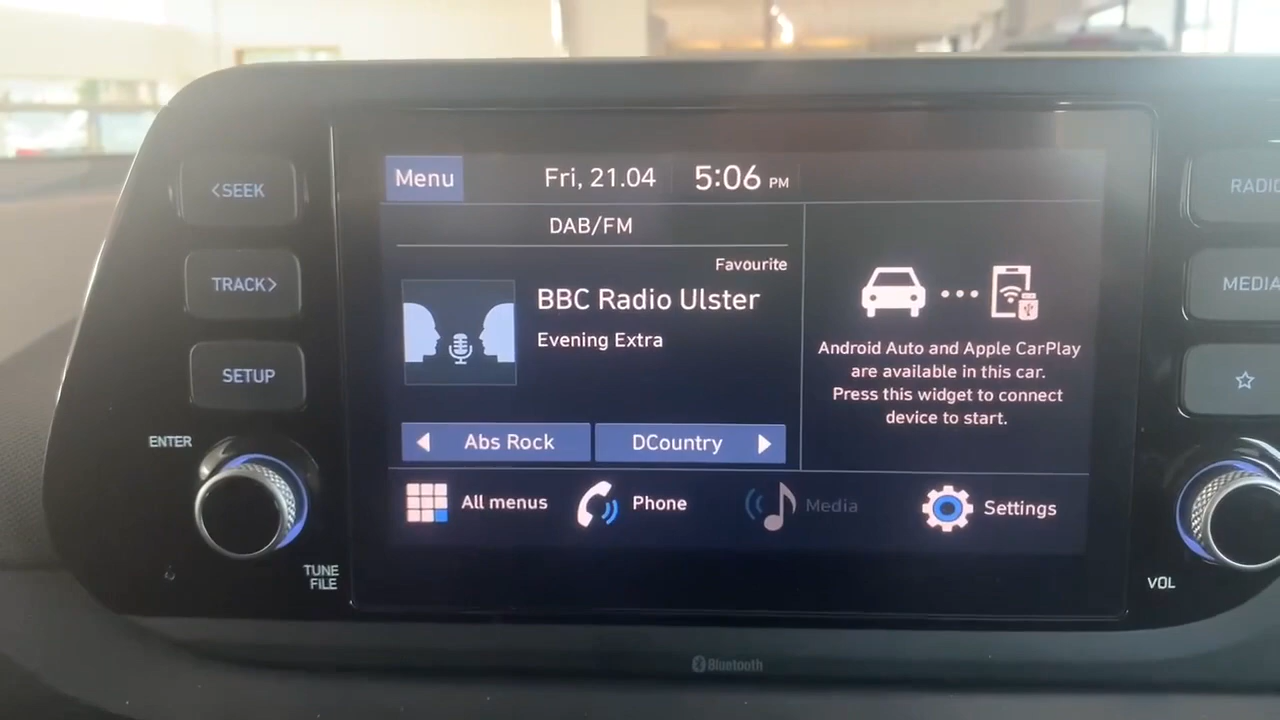 <SEEK
TRACK>
SETUP
ENTER
TUNE
FILE
Menu
Fri, 21.04
5:06 PM
DAB/FM
Favourite
BBC Radio Ulster
Evening Extra
Abs Rock
DCountry
Android Auto and Apple CarPlay
are available in this car.
Press this widget to connect
device to start.
All menus
Phone
Media
Settings
RADIO
MEDIA
VOL
Bluetooth